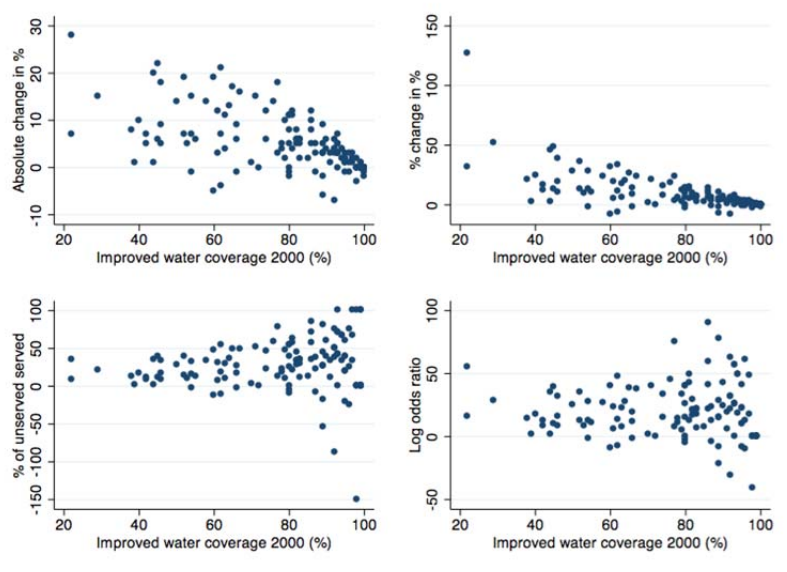 Absolute change in %
30
20
10
0
-10
20 40 60 80 100
Improved water coverage 2000 (%)
% change in %
150
100
50
0
20 40 60 80 100
Improved water coverage 2000 (%)
% of unserved served
100
50
0
-50
-100
-150
20 40 60 80 100
Improved water coverage 2000 (%)
Log odds ratio
100
50
0
-50
20 40 60 80 100
Improved water coverage 2000 (%)